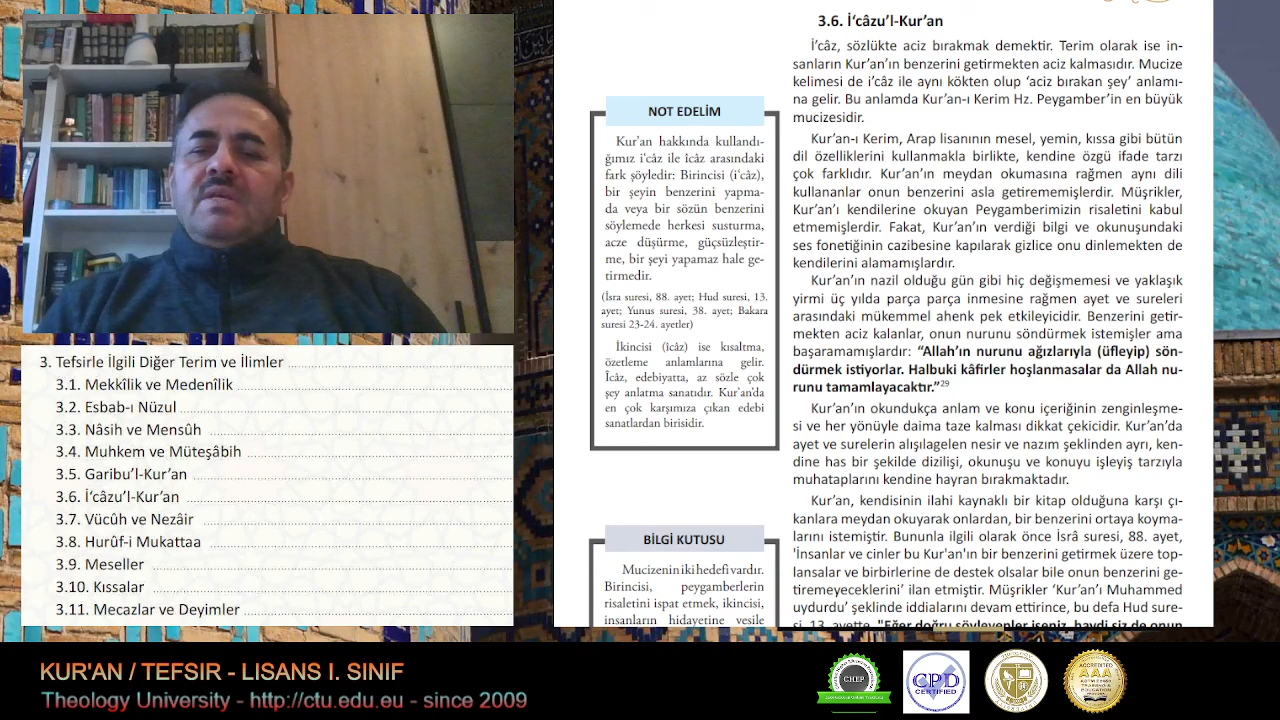 3. Tefsirle İlgili Diğer Terim ve İlimler
3.1. Mekkîlik ve Medenîlik
3.2. Esbab-ı Nüzul
3.3. Nâsih ve Mensûh
3.4. Muhkem ve Müteşâbih
3.5. Garibu'l-Kur'an
3.6. İ'câzu'l-Kur'an
3.7. Vücûh ve Nezâir
3.8. Hurûf-i Mukattaa
3.9. Meseller
3.10. Kıssalar
3.11. Mecazlar ve Deyimler
NOT EDELİM
Kur'an hakkında kullandı-
ğımız i'câz ile îcâz arasındaki
fark şöyledir: Birincisi (i'câz),
bir şeyin benzerini yapma-
da veya bir sözün benzerini
söylemede herkesi susturma,
acze düşürme, güçsüzleştir-
me, bir şeyi yapamaz hale ge-
tirmedir.
(İsra suresi, 88. ayet; Hud suresi, 13.
ayet; Yunus suresi, 38. ayet; Bakara
suresi 23-24. ayetler)
İkincisi (îcâz) ise kısaltma,
özetleme anlamlarına gelir.
Îcâz, edebiyatta, az sözle çok
şey anlatma sanatıdır. Kur'an'da
en çok karşımıza çıkan edebi
sanatlardan birisidir.
BİLGİ KUTUSU
Mucizenin iki hedefi vardır.
Birincisi, peygamberlerin
risaletini ispat etmek, ikincisi,
insanların hidayetine vesile
3.6. İ'câzu'l-Kur'an
İ'câz, sözlükte aciz bırakmak demektir. Terim olarak ise in-
sanların Kur'an'ın benzerini getirmekten aciz kalmasıdır. Mucize
kelimesi de i'câz ile aynı kökten olup 'aciz bırakan şey' anlamı-
na gelir. Bu anlamda Kur'an-ı Kerim Hz. Peygamber'in en büyük
mucizesidir.
Kur'an-ı Kerim, Arap lisanının mesel, yemin, kıssa gibi bütün
dil özelliklerini kullanmakla birlikte, kendine özgü ifade tarzı
çok farklıdır. Kur'an'ın meydan okumasına rağmen aynı dili
kullananlar onun benzerini asla getirememişlerdir. Müşrikler,
Kur'an'ı kendilerine okuyan Peygamberimizin risaletini kabul
etmemişlerdir. Fakat, Kur'an'ın verdiği bilgi ve okunuşundaki
ses fonetiğinin cazibesine kapılarak gizlice onu dinlemekten de
kendilerini alamamışlardır.
Kur'an'ın nazil olduğu gün gibi hiç değişmemesi ve yaklaşık
yirmi üç yılda parça parça inmesine rağmen ayet ve sureleri
arasındaki mükemmel ahenk pek etkileyicidir. Benzerini getir-
mekten aciz kalanlar, onun nurunu söndürmek istemişler ama
başaramamışlardır: “Allah'ın nurunu ağızlarıyla (üfleyip) sön-
dürmek istiyorlar. Halbuki kâfirler hoşlanmasalar da Allah nu-
runu tamamlayacaktır.”29
Kur'an'ın okundukça anlam ve konu içeriğinin zenginleşme-
si ve her yönüyle daima taze kalması dikkat çekicidir. Kur'an'da
ayet ve surelerin alışılagelen nesir ve nazım şeklinden ayrı, ken-
dine has bir şekilde dizilişi, okunuşu ve konuyu işleyiş tarzıyla
muhataplarını kendine hayran bırakmaktadır.
Kur'an, kendisinin ilahi kaynaklı bir kitap olduğuna karşı çı-
kanlara meydan okuyarak onlardan, bir benzerini ortaya koyma-
larını istemiştir. Bununla ilgili olarak önce İsrâ suresi, 88. ayet,
'İnsanlar ve cinler bu Kur'an'ın bir benzerini getirmek üzere top-
lansalar ve birbirlerine de destek olsalar bile onun benzerini ge-
tiremeyeceklerini' ilan etmiştir. Müşrikler ‘Kur'an'ı Muhammed
uydurdu’ şeklinde iddialarını devam ettirince, bu defa Hud sure-
si, 13. ayette, "Eğer doğru söyleyenler iseniz, haydi siz de onun
KUR'AN / TEFSIR - LISANS I. SINIF
Theology University - http://ctu.edu.eu - since 2009
CHEP
CPD
CERTIFIED
ACCREDITED
AAA